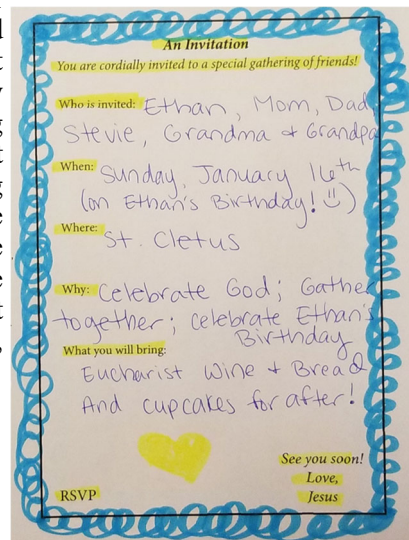 An Invitation
You are cordially invited to a special gathering of friends!
Who is invited: Ethan, Mom, Dad
Stevie, Grandma & Grandpa
When: Sunday, January 16th
(on Ethan's Birthday! :))
Where: St. Cletus
Why: Celebrate God; Gather
together; celebrate Ethan's
Birthday
What you will bring:
Eucharist Wine & Bread
And cupcakes for after!
See you soon!
Love,
RSVP Jesus